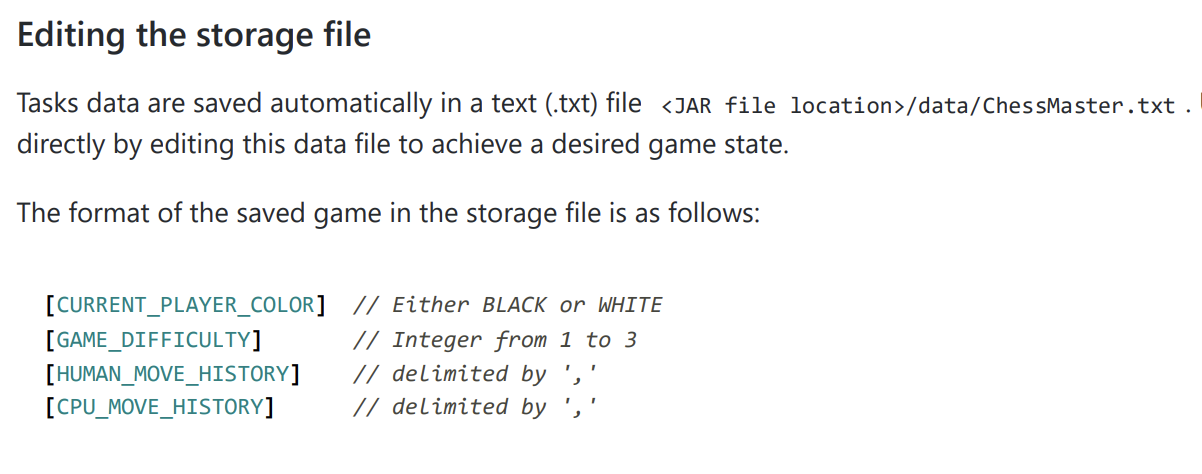 Editing the storage file
Tasks data are saved automatically in a text (.txt) file <JAR file location>/data/ChessMaster.txt .
directly by editing this data file to achieve a desired game state.
The format of the saved game in the storage file is as follows:
[CURRENT_PLAYER_COLOR] // Either BLACK or WHITE
[GAME_DIFFICULTY] // Integer from 1 to 3
[HUMAN_MOVE_HISTORY] // delimited by ','
[CPU_MOVE_HISTORY] // delimited by ','